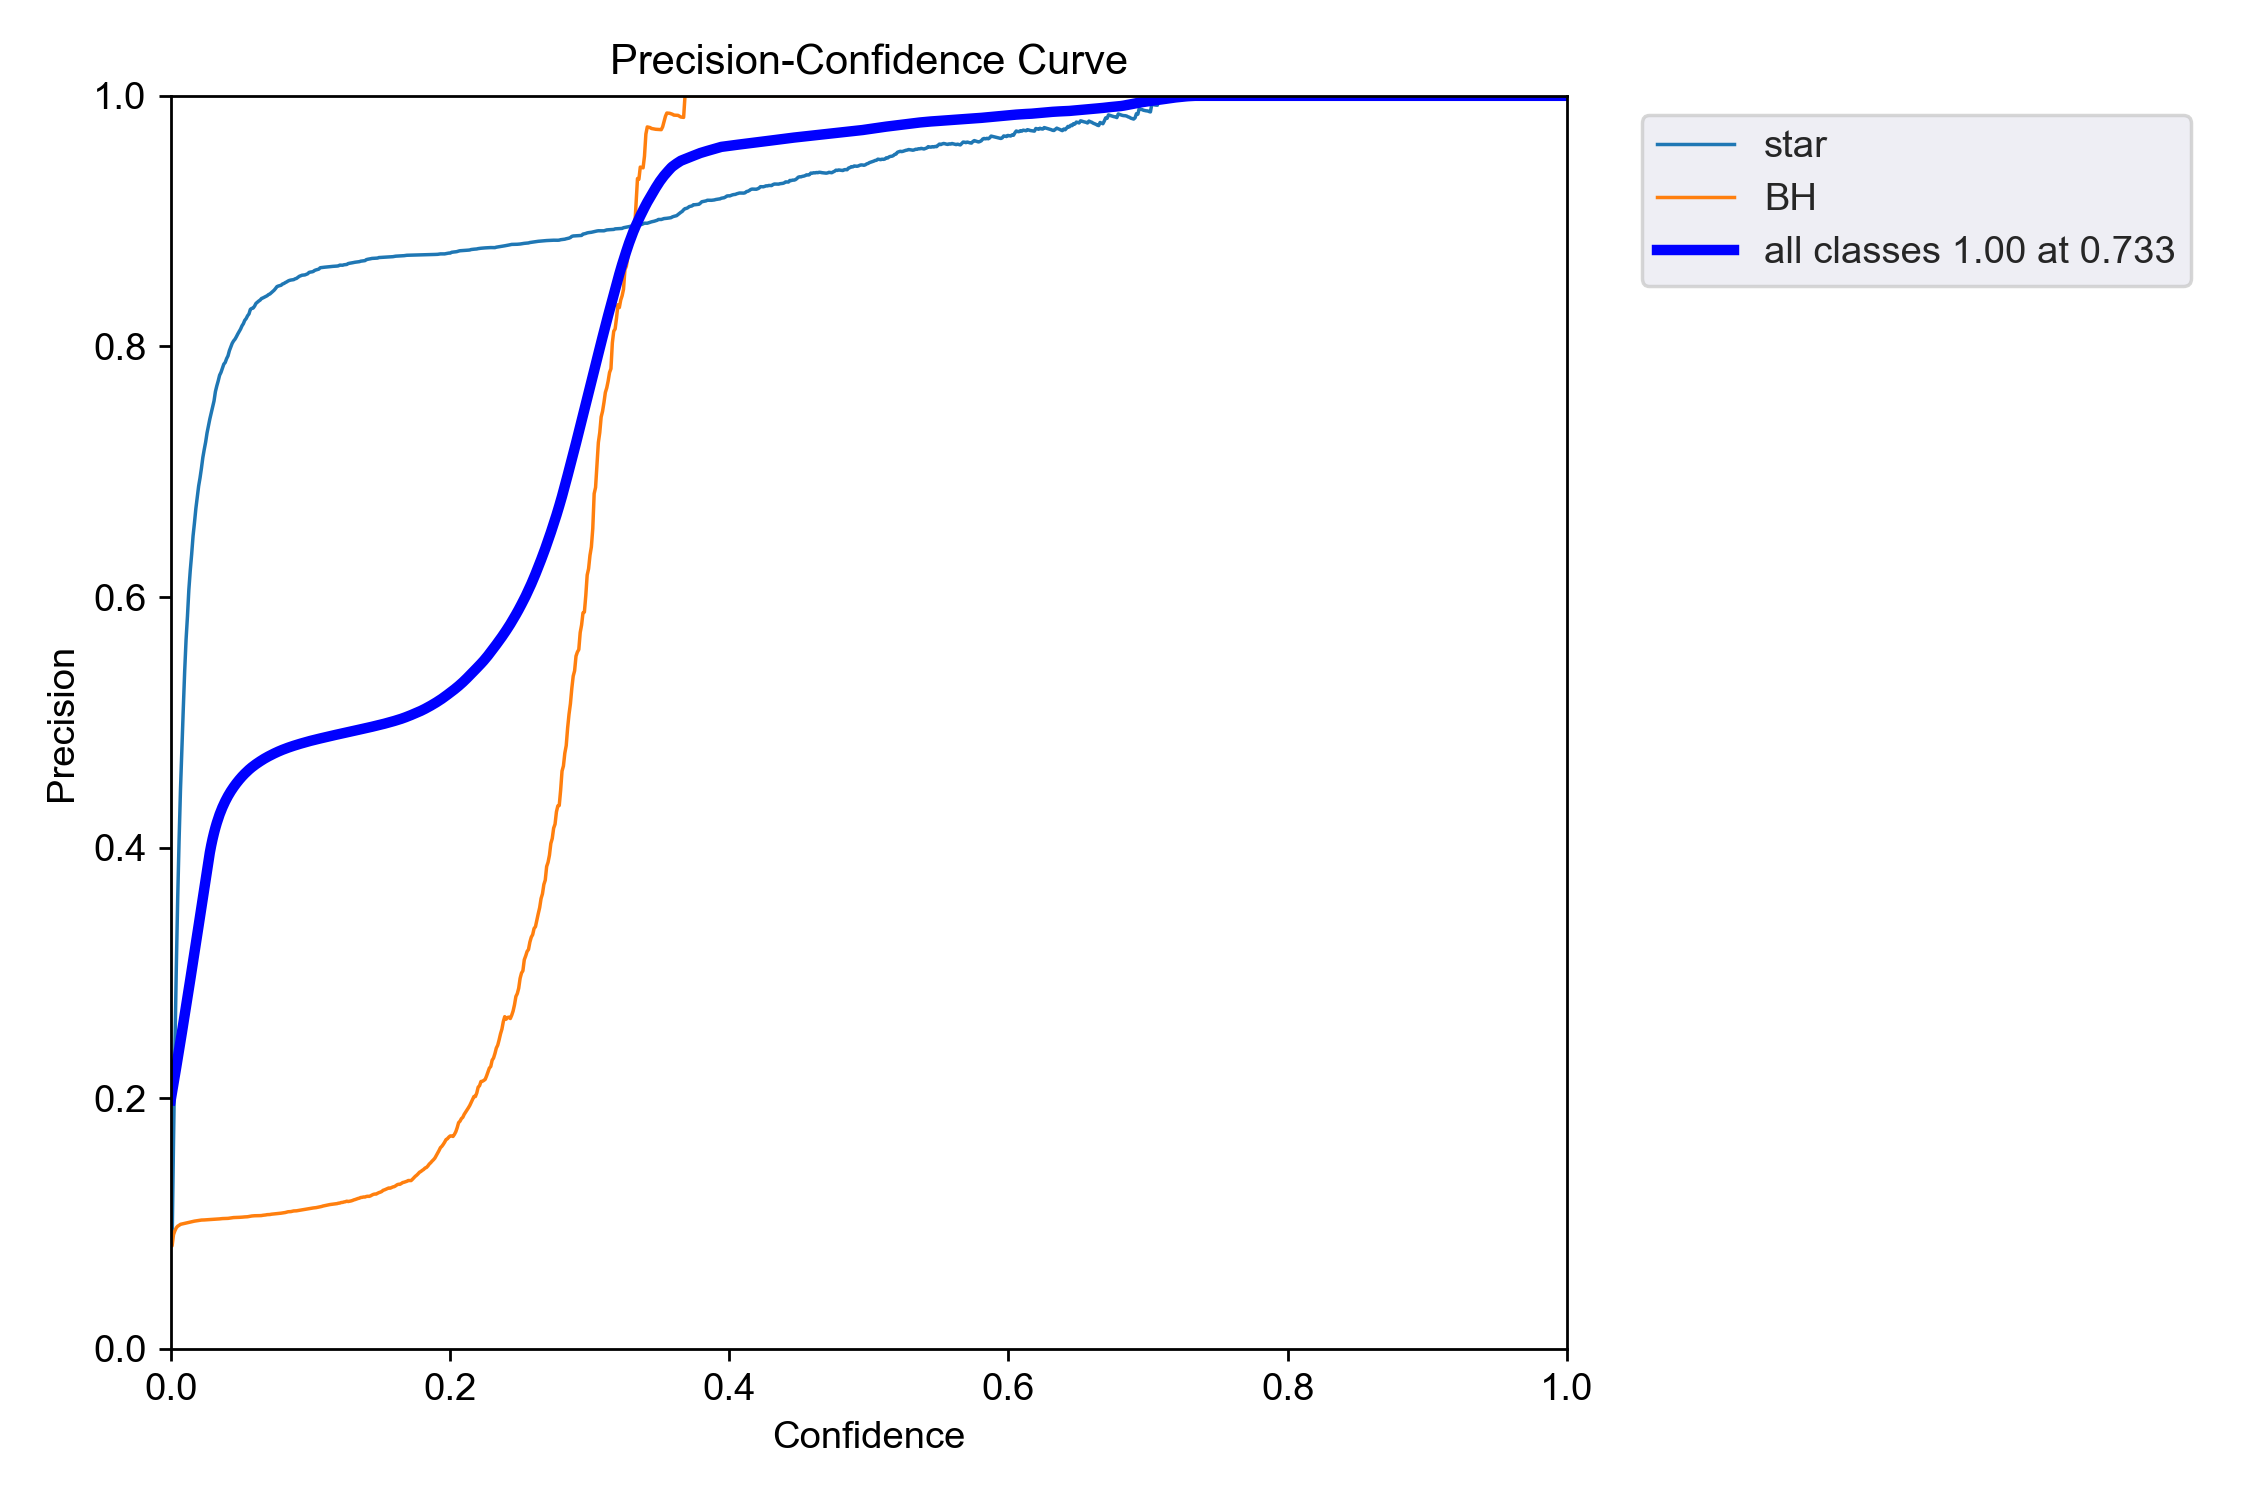 Precision-Confidence Curve
1.0
0.8
0.6
0.4
0.2
0.0
Precision
0.0 0.2 0.4 0.6 0.8 1.0
Confidence
star
BH
all classes 1.00 at 0.733